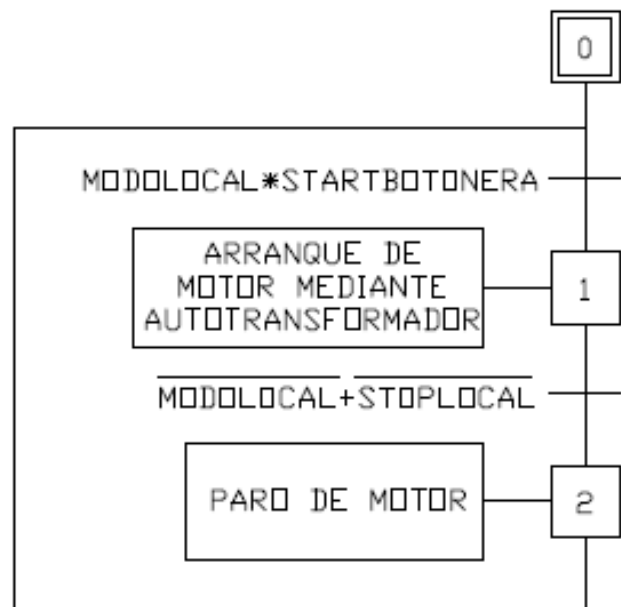 0
MODOLOCAL*STARTBOTONERA
ARRANQUE DE
MOTOR MEDIANTE
AUTOTRANSFORMADOR
1
MODOLOCAL+STOPLOCAL
PARO DE MOTOR
2